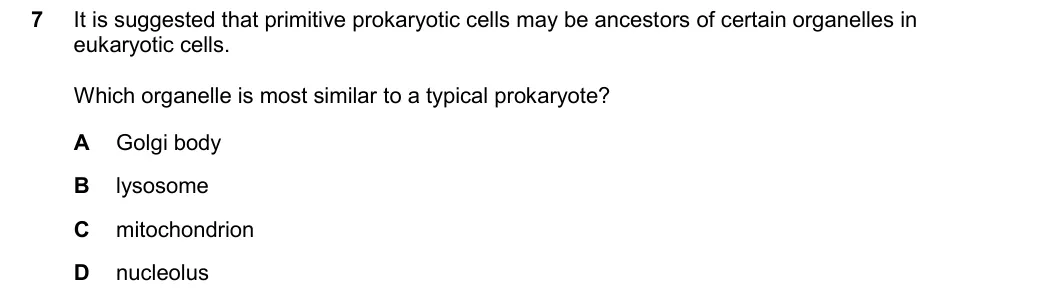 7 It is suggested that primitive prokaryotic cells may be ancestors of certain organelles in
eukaryotic cells.
Which organelle is most similar to a typical prokaryote?
A Golgi body
B lysosome
C mitochondrion
D nucleolus